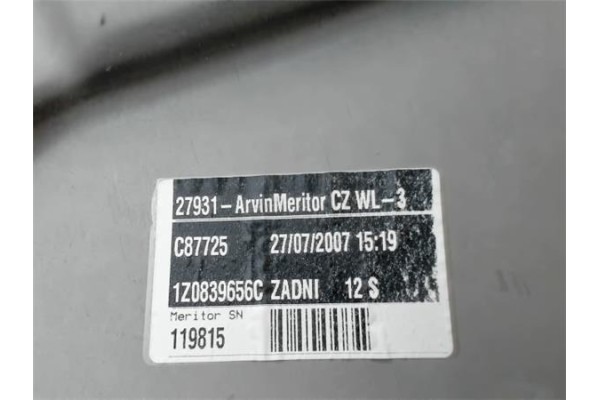 27931-ArvinMeritor CZ WL-3
C87725 27/07/2007 15:19
1Z0839656C ZADNI 12 S
Meritor SN
119815